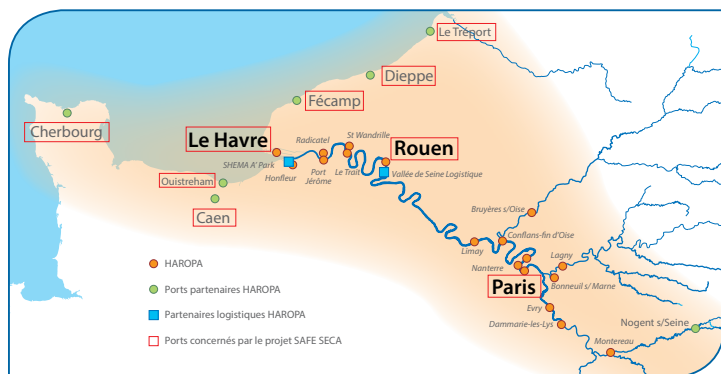 Le Tréport
Dieppe
Fécamp
Cherbourg
Le Havre
Radicatel
St Wandrille
Rouen
SHEMA A' Park
Honfleur
Port
Jérôme
Le Trait
Vallée de Seine Logistique
Ouistreham
Caen
Bruyères s/Oise
Conflans-fin d'Oise
Limay
Lagny
Nanterre
Bonneuil s/ Marne
Paris
Evry
Dammarie-les-Lys
Nogent s/Seine
Montereau
HAROPA
Ports partenaires HAROPA
Partenaires logistiques HAROPA
Ports concernés par le projet SAFE SECA